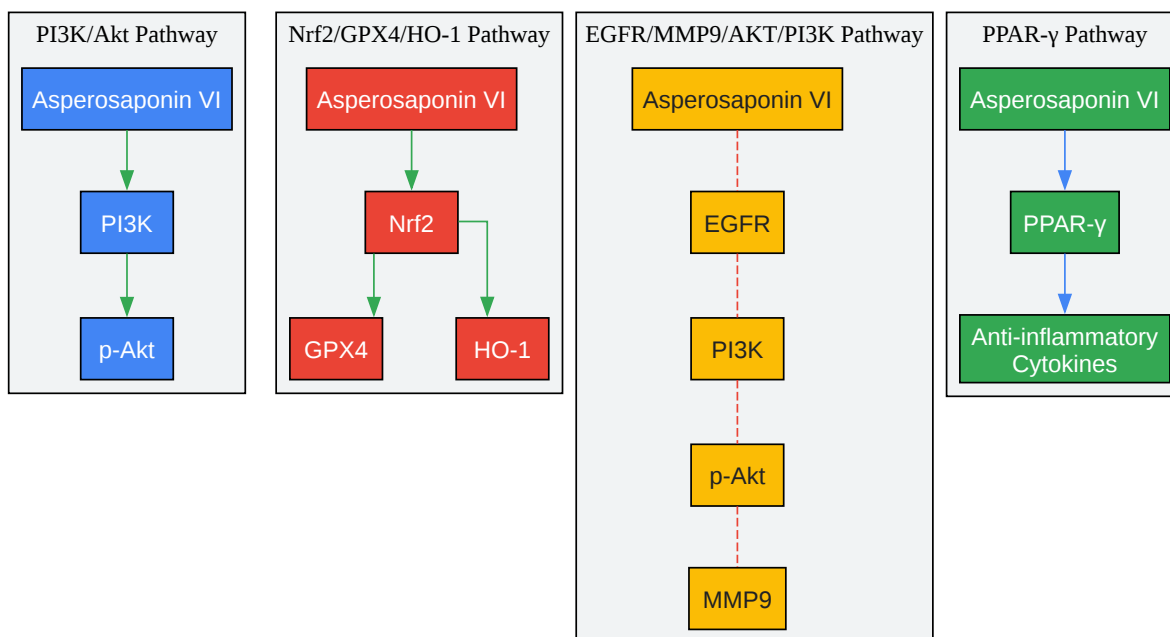 PI3K/Akt Pathway
Asperosaponin VI
PI3K
p-Akt
Nrf2/GPX4/HO-1 Pathway
Asperosaponin VI
Nrf2
GPX4
HO-1
EGFR/MMP9/AKT/PI3K Pathway
Asperosaponin VI
EGFR
PI3K
p-Akt
MMP9
PPAR-γ Pathway
Asperosaponin VI
PPAR-γ
Anti-inflammatory
Cytokines